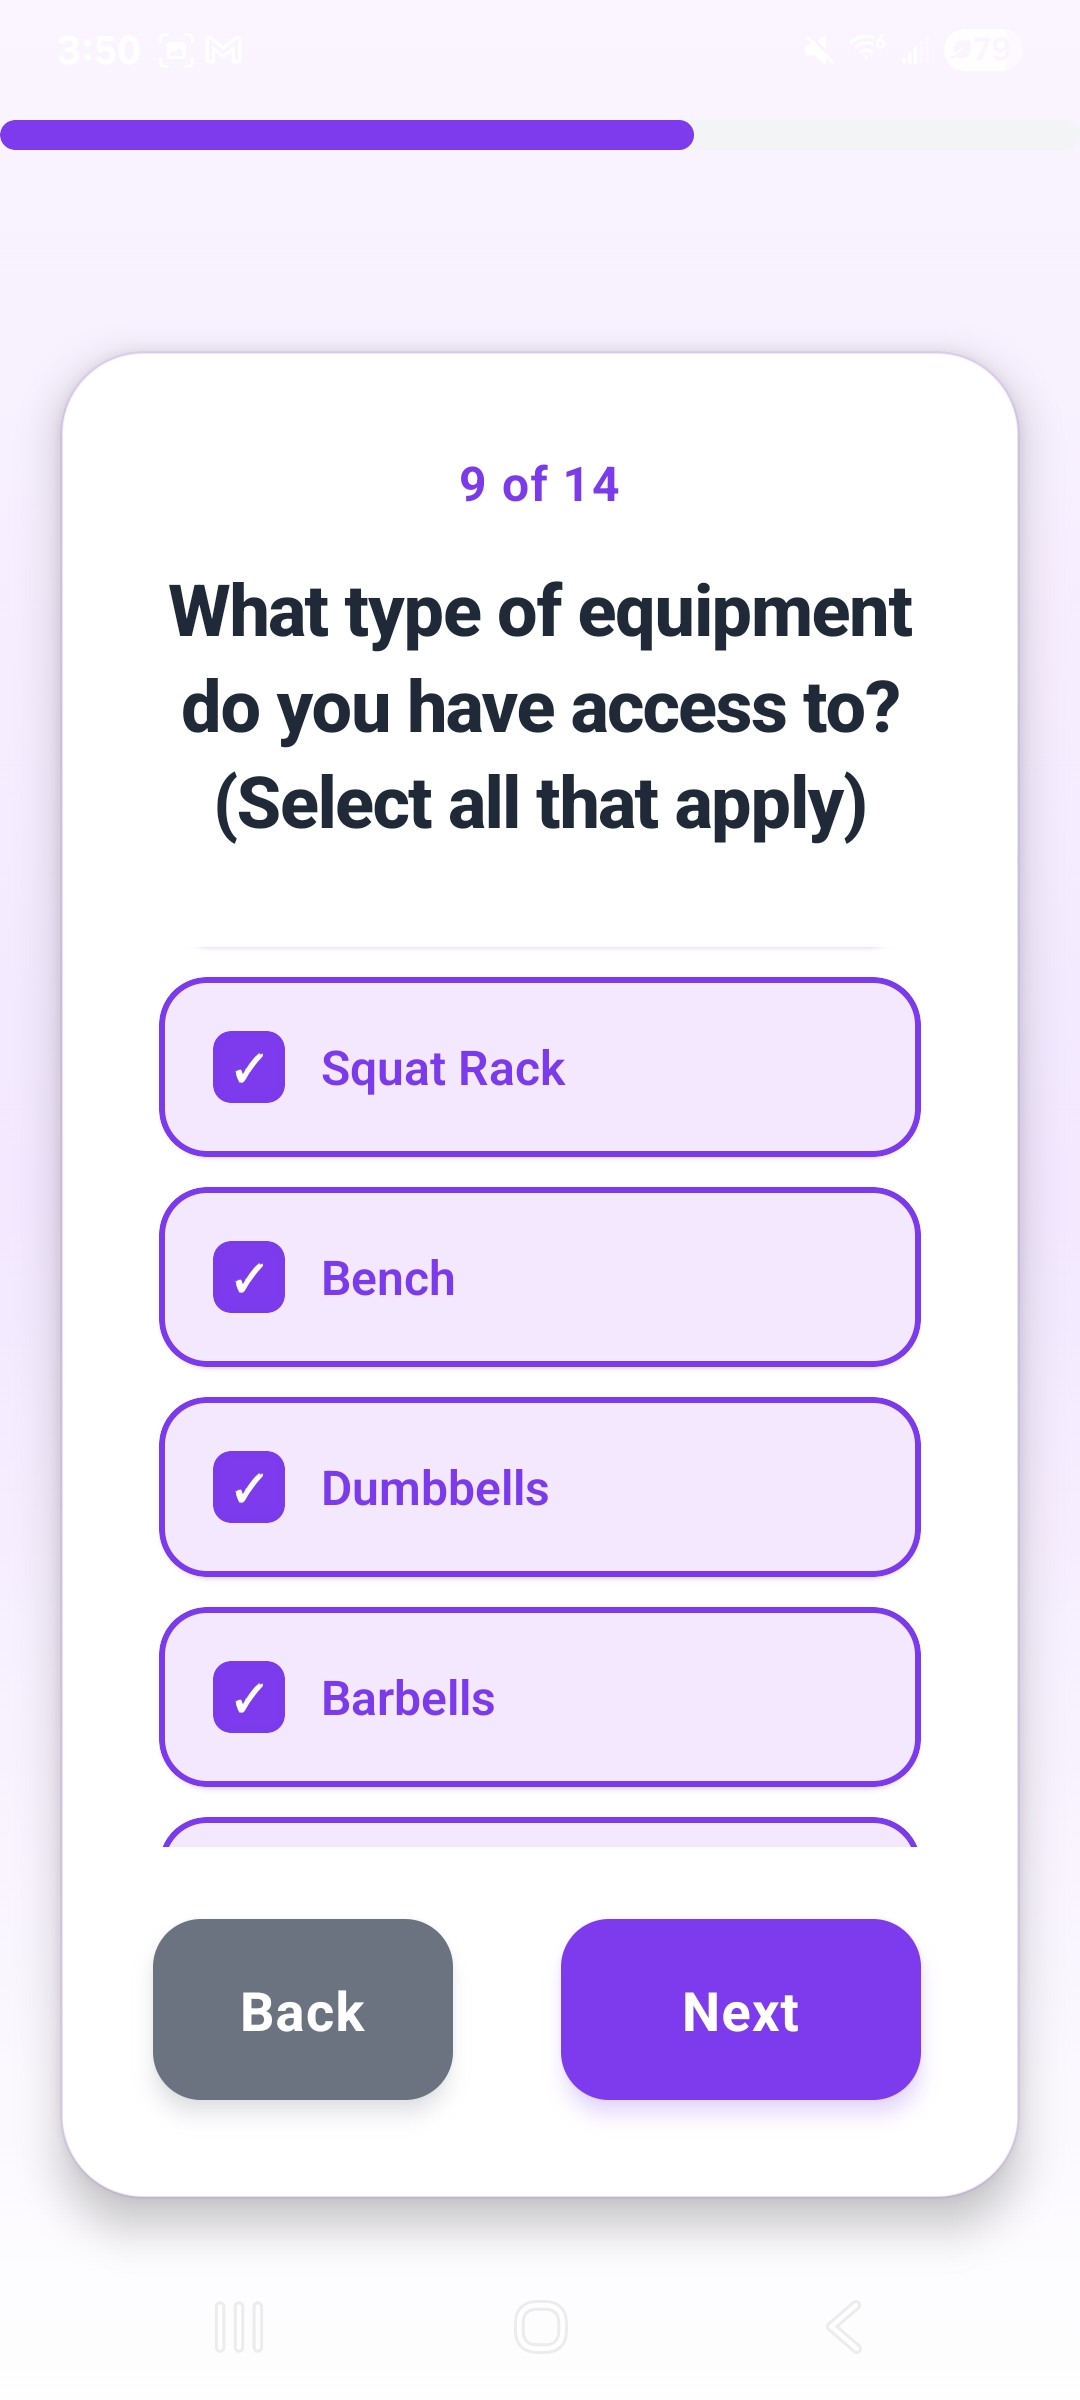 3:50
79
9 of 14
What type of equipment
do you have access to?
(Select all that apply)
✓ Squat Rack
✓ Bench
✓ Dumbbells
✓ Barbells
Back
Next